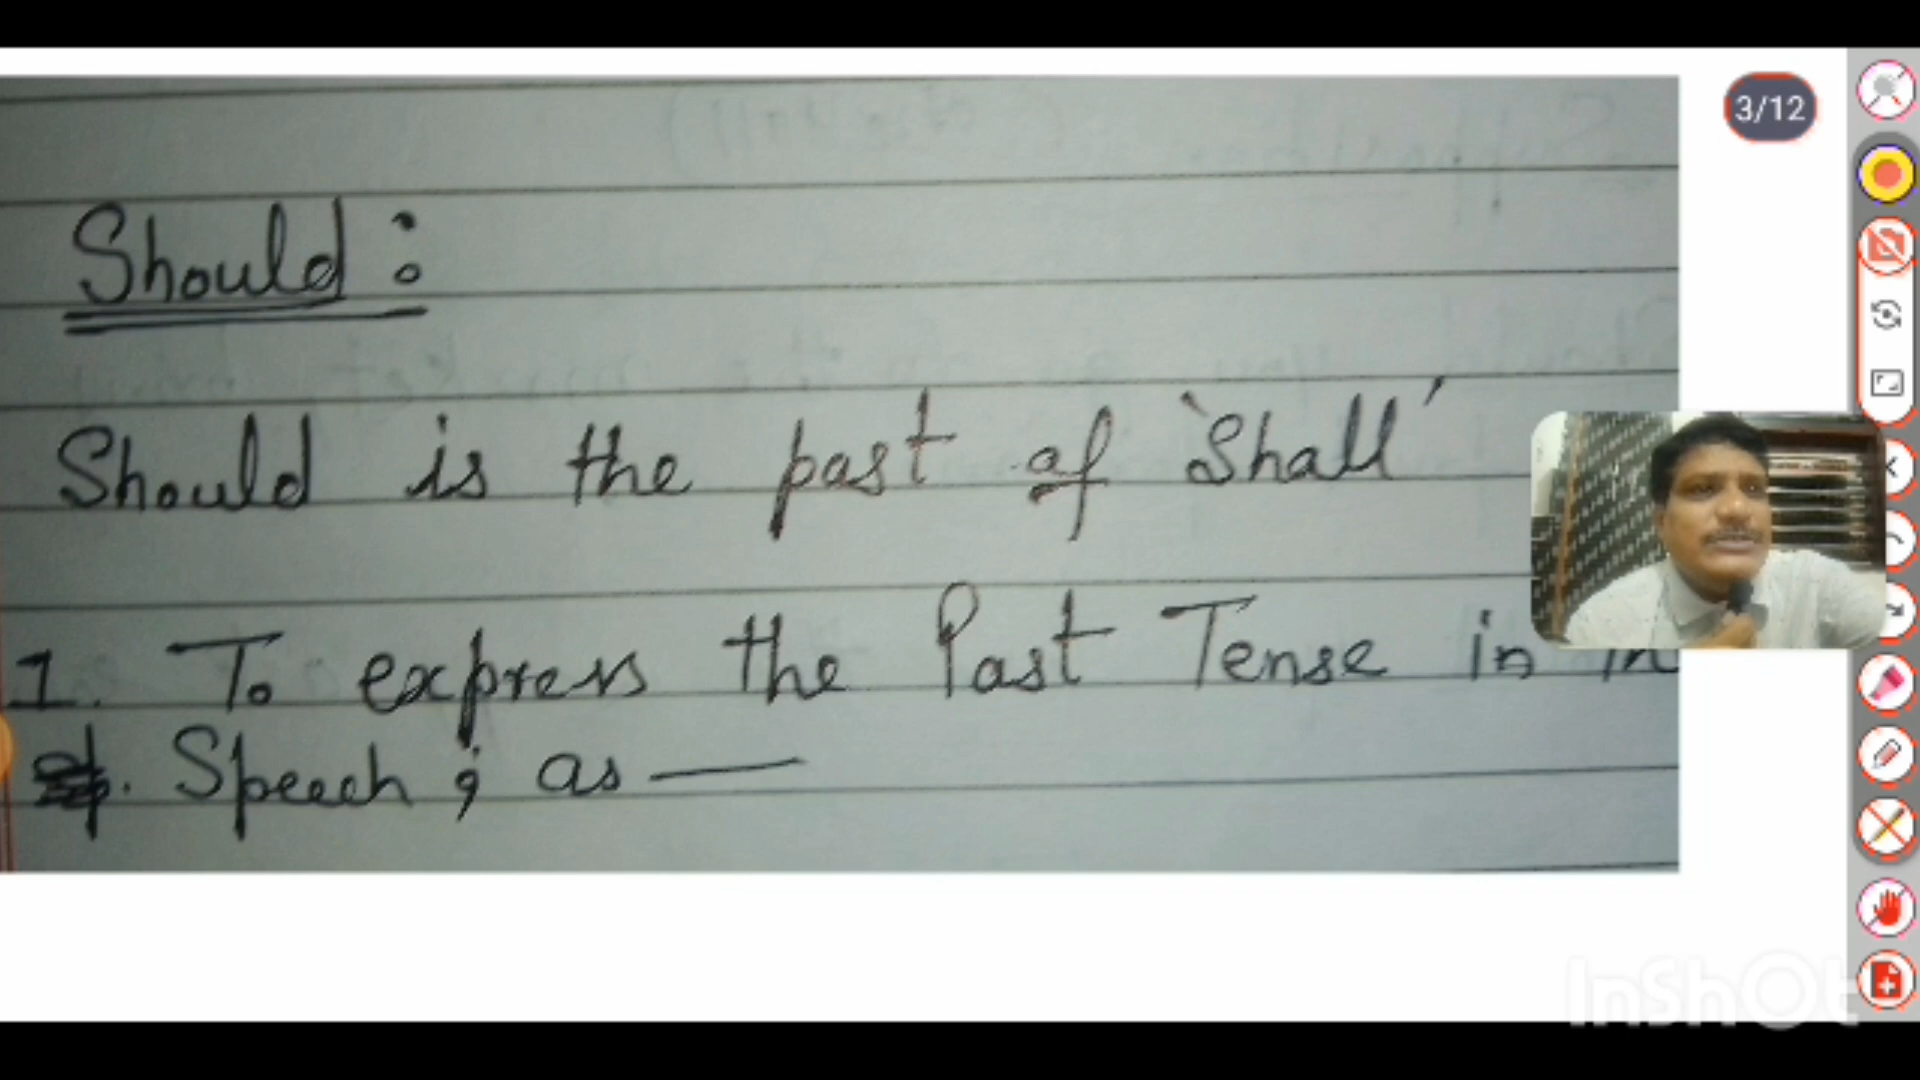 3/12
Should :
Should is the past of 'Shall'
1. To express the Past Tense in
Speech ; as —
InShOt